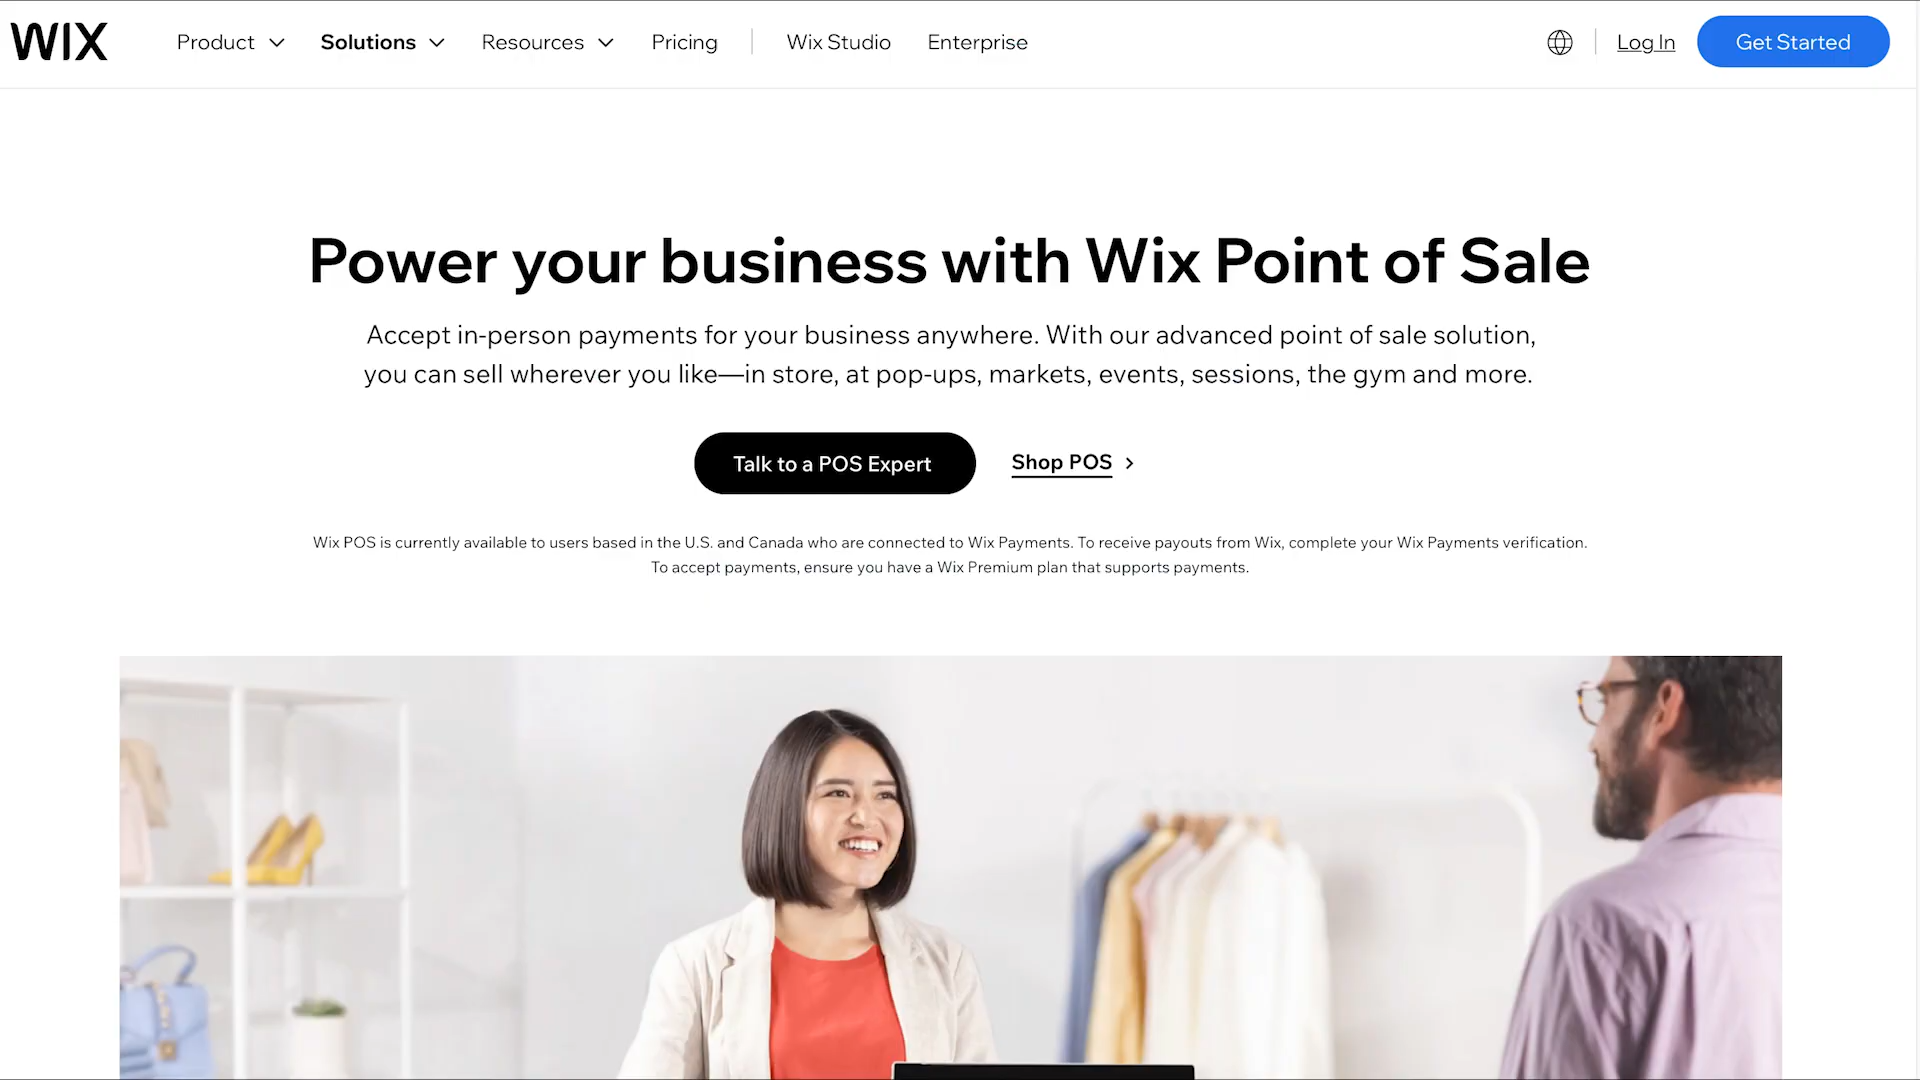 WIX
Product
Solutions
Resources
Pricing
Wix Studio
Enterprise
Log In
Get Started
Power your business with Wix Point of Sale
Accept in-person payments for your business anywhere. With our advanced point of sale solution,
you can sell wherever you like—in store, at pop-ups, markets, events, sessions, the gym and more.
Talk to a POS Expert
Shop POS
Wix POS is currently available to users based in the U.S. and Canada who are connected to Wix Payments. To receive payouts from Wix, complete your Wix Payments verification.
To accept payments, ensure you have a Wix Premium plan that supports payments.